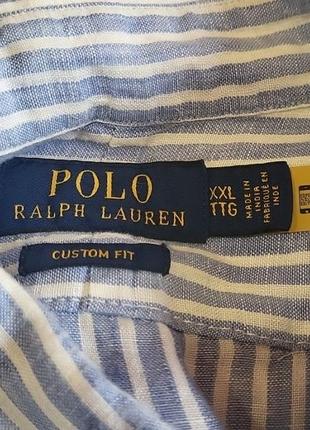 POLO
RALPH LAUREN
CUSTOM FIT
XXL
TTG
MADE IN
INDIA
FABRIQUÉ EN
INDE